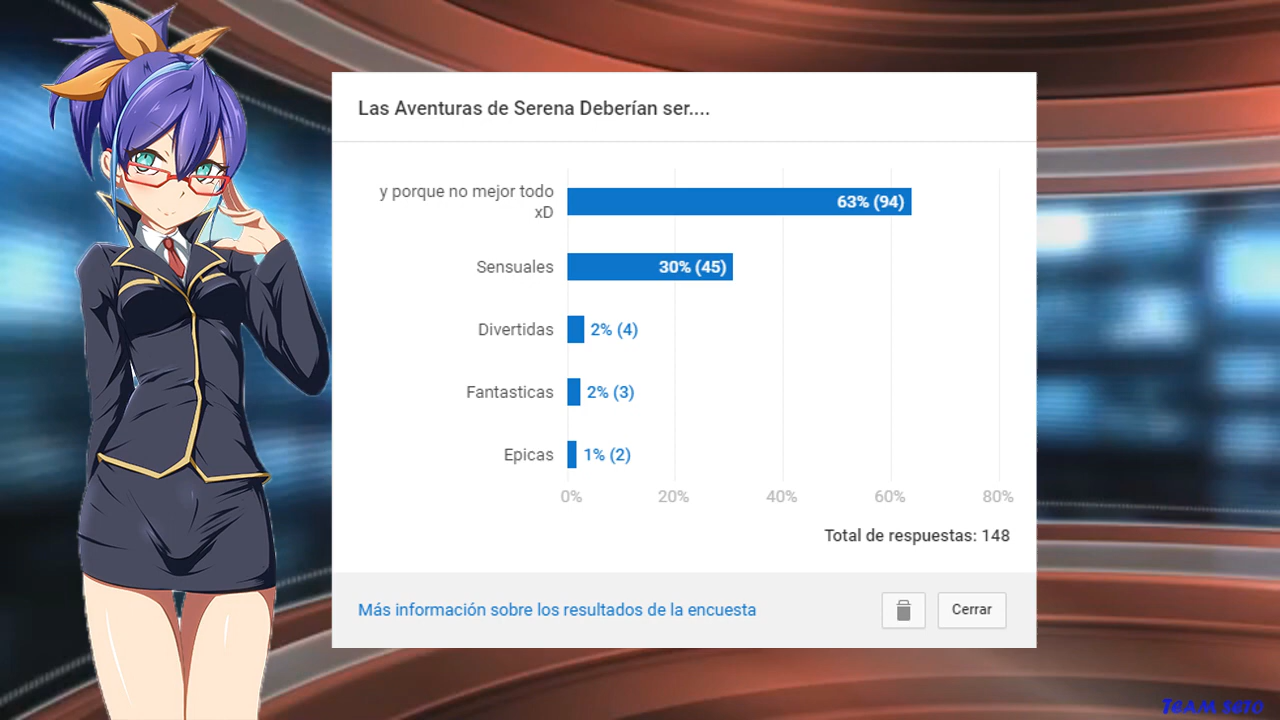 Las Aventuras de Serena Deberían ser....
y porque no mejor todo
xD
63% (94)
Sensuales
30% (45)
Divertidas
2% (4)
Fantasticas
2% (3)
Epicas
1% (2)
0% 20% 40% 60% 80%
Total de respuestas: 148
Más información sobre los resultados de la encuesta
Cerrar
TEAM SETO